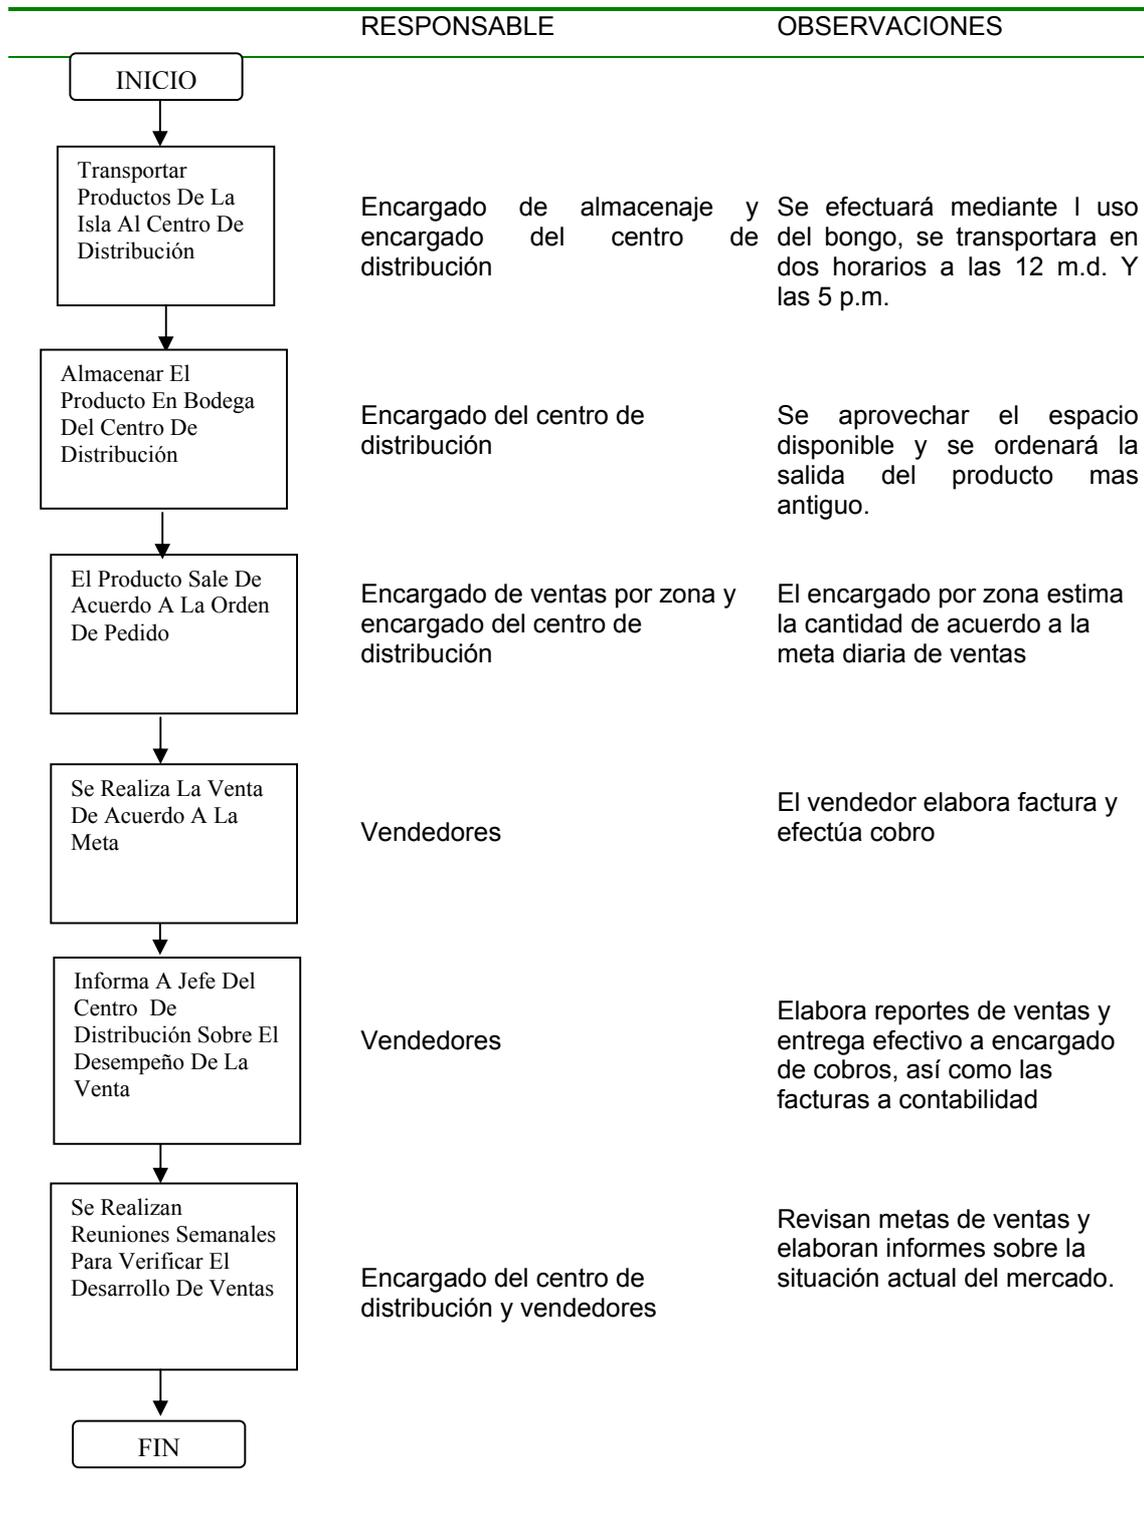 RESPONSABLE
OBSERVACIONES
INICIO
Transportar
Productos De La
Isla Al Centro De
Distribución
Encargado de almacenaje y
encargado del centro de
distribución
Se efectuará mediante l uso
del bongo, se transportara en
dos horarios a las 12 m.d. Y
las 5 p.m.
Almacenar El
Producto En Bodega
Del Centro De
Distribución
Encargado del centro de
distribución
Se aprovechar el espacio
disponible y se ordenará la
salida del producto mas
antiguo.
El Producto Sale De
Acuerdo A La Orden
De Pedido
Encargado de ventas por zona y
encargado del centro de
distribución
El encargado por zona estima
la cantidad de acuerdo a la
meta diaria de ventas
Se Realiza La Venta
De Acuerdo A La
Meta
Vendedores
El vendedor elabora factura y
efectúa cobro
Informa A Jefe Del
Centro De
Distribución Sobre El
Desempeño De La
Venta
Vendedores
Elabora reportes de ventas y
entrega efectivo a encargado
de cobros, así como las
facturas a contabilidad
Se Realizan
Reuniones Semanales
Para Verificar El
Desarrollo De Ventas
Encargado del centro de
distribución y vendedores
Revisan metas de ventas y
elaboran informes sobre la
situación actual del mercado.
FIN